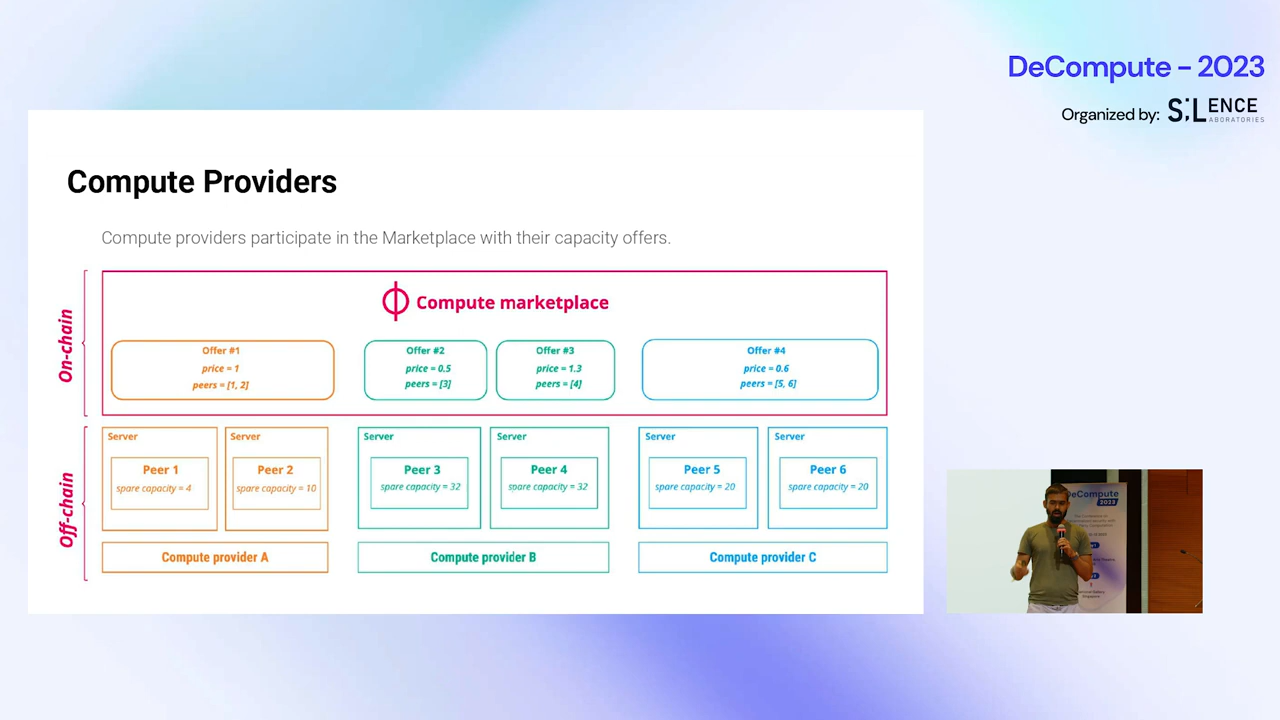 DeCompute - 2023
Organized by: SiLENCE
LABORATORIES
Compute Providers
Compute providers participate in the Marketplace with their capacity offers.
On-chain
Compute marketplace
Offer #1
price = 1
peers = [1, 2]
Offer #2
price = 0.5
peers = [3]
Offer #3
price = 1.3
peers = [4]
Offer #4
price = 0.6
peers = [5, 6]
Off-chain
Server
Peer 1
spare capacity = 4
Server
Peer 2
spare capacity = 10
Server
Peer 3
spare capacity = 32
Server
Peer 4
spare capacity = 32
Server
Peer 5
spare capacity = 20
Server
Peer 6
spare capacity = 20
Compute provider A
Compute provider B
Compute provider C
DeCompute
2023